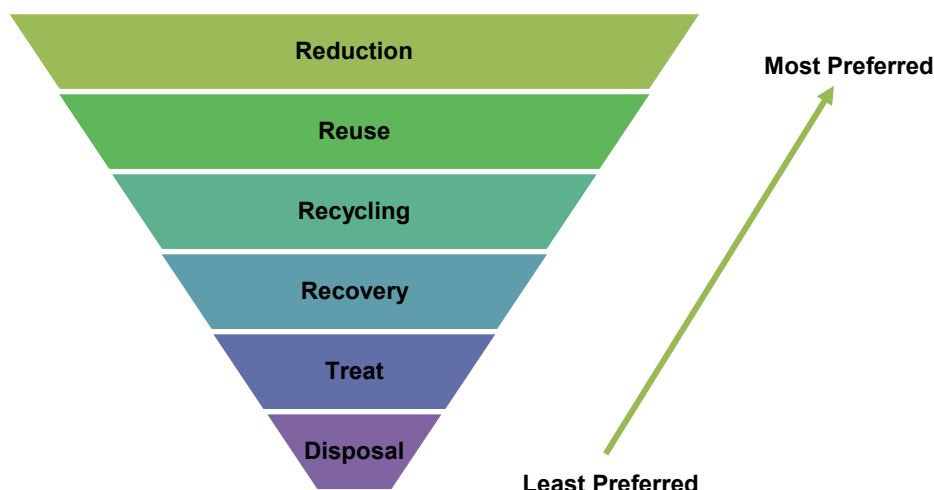 Reduction
Most Preferred
Reuse
Recycling
Recovery
Treat
Disposal
Least Preferred